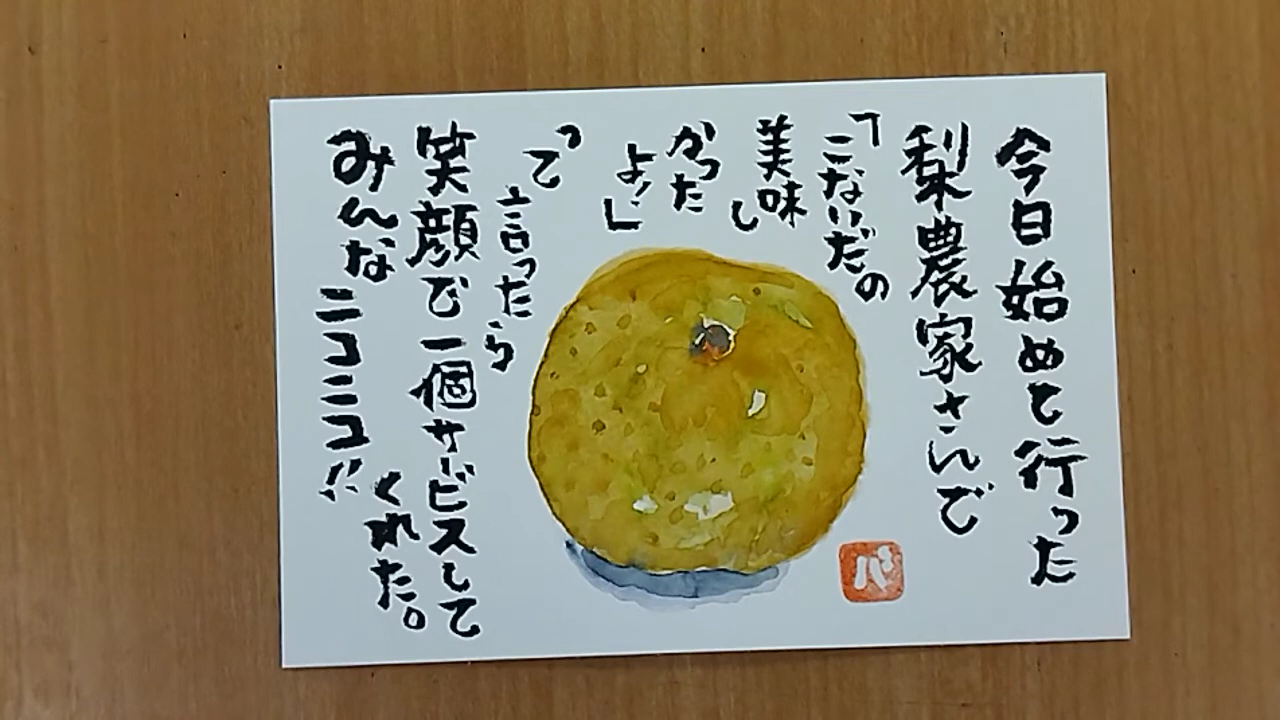 今日始めて行った
梨農家さんで
「こないだの
美味し
かった
よ!」
って
言ったら
笑顔で一個サービスして
くれた。
みんなニコニコ!!
パ